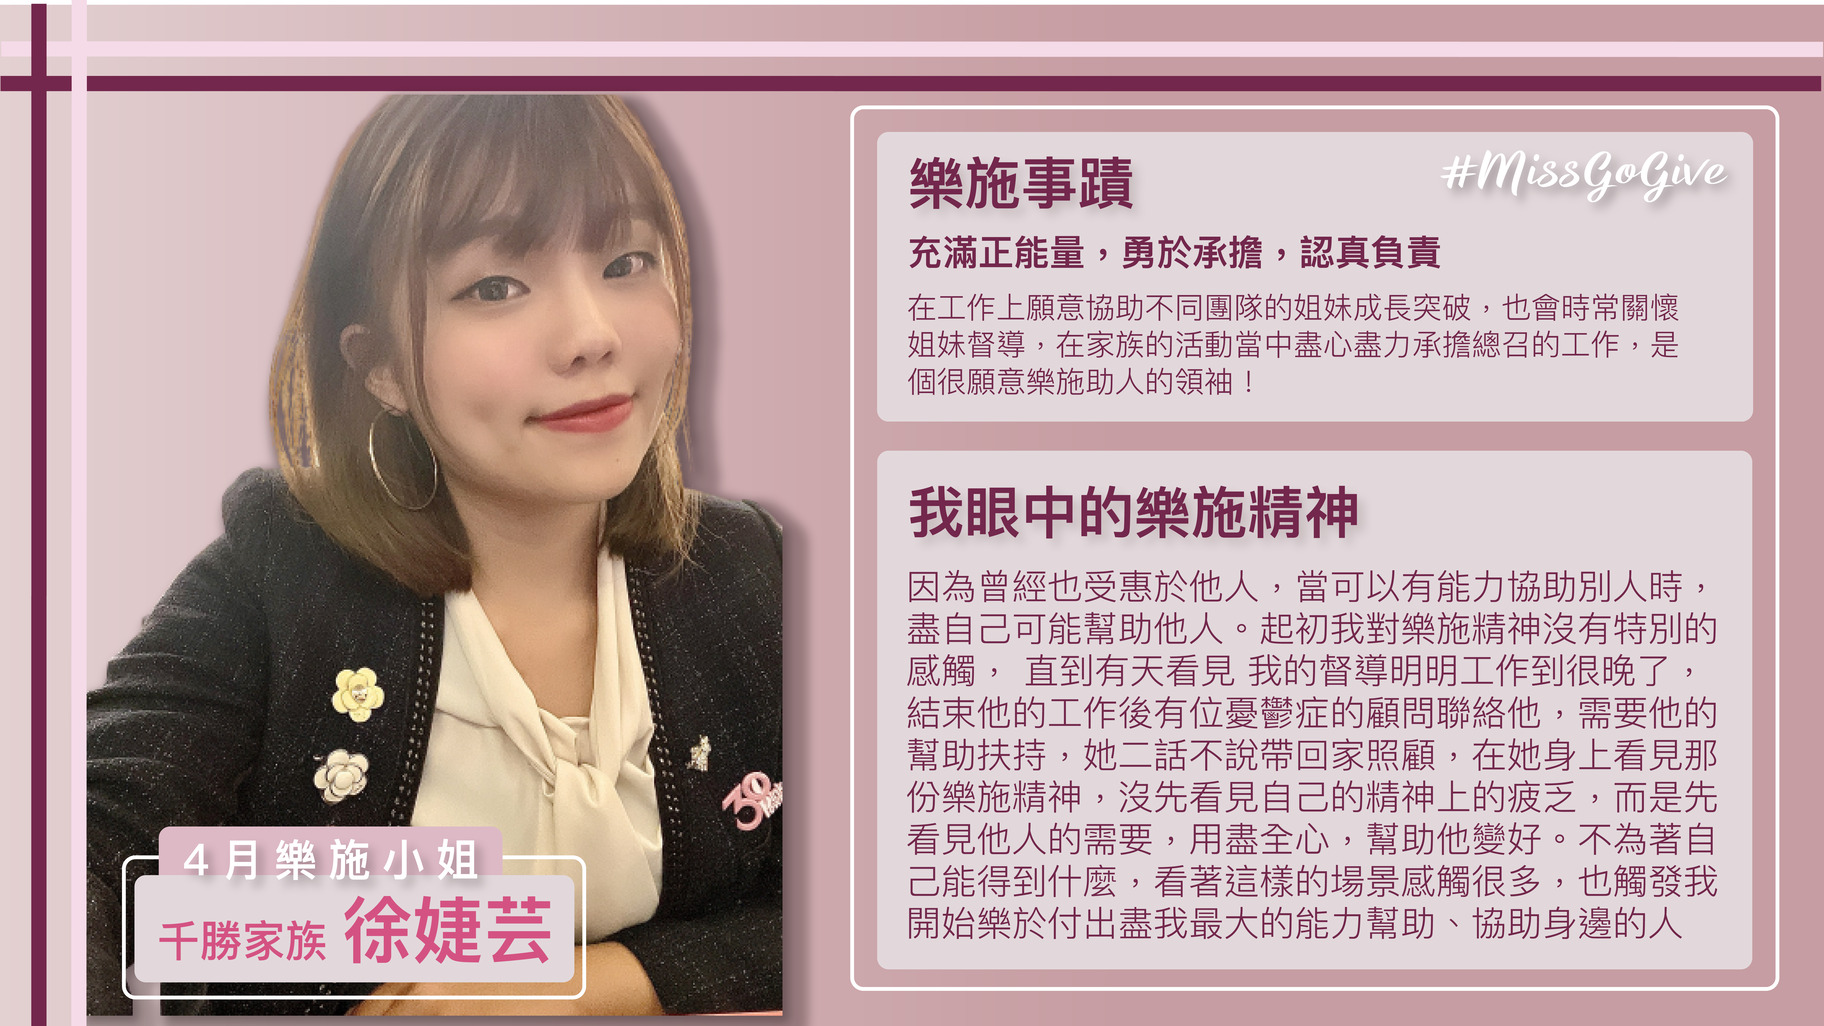 樂施事蹟
#MissGoGive
充滿正能量，勇於承擔，認真負責
在工作上願意協助不同團隊的姐妹成長突破，也會時常關懷
姐妹督導，在家族的活動當中盡心盡力承擔總召的工作，是
個很願意樂施助人的領袖！
我眼中的樂施精神
因為曾經也受惠於他人，當可以有能力協助別人時，
盡自己可能幫助他人。起初我對樂施精神沒有特別的
感觸， 直到有天看見 我的督導明明工作到很晚了，
結束他的工作後有位憂鬱症的顧問聯絡他，需要他的
幫助扶持，她二話不說帶回家照顧，在她身上看見那
份樂施精神，沒先看見自己的精神上的疲乏，而是先
看見他人的需要，用盡全心，幫助他變好。不為著自
己能得到什麼，看著這樣的場景感觸很多，也觸發我
開始樂於付出盡我最大的能力幫助、協助身邊的人
30
4月樂施小姐
千勝家族 徐婕芸